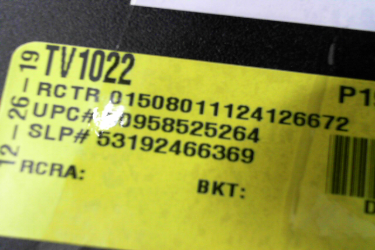 TV1022
RCTR 01508011124126672
UPC# 0958525264
SLP# 53192466369
RCRA:
BKT:
12-26-19
P1